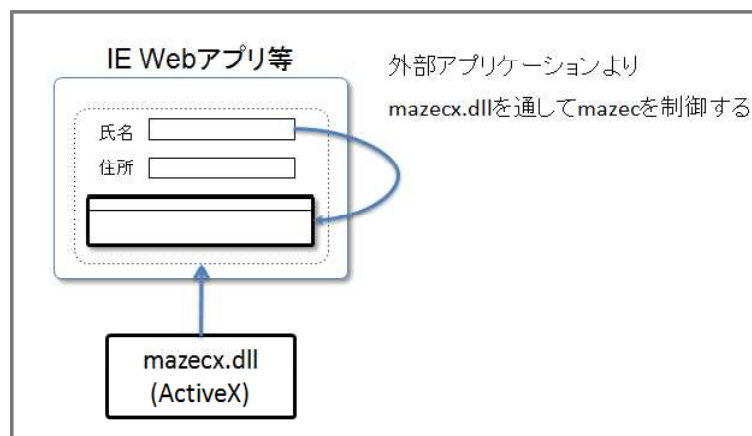 IE Webアプリ等
外部アプリケーションより
mazecx.dllを通してmazecを制御する
氏名
住所
mazecx.dll
(ActiveX)